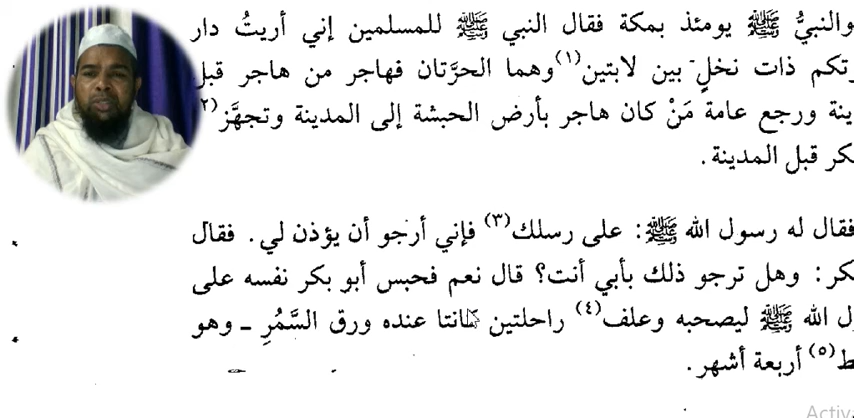 والنبيُّ ﷺ يومئذ بمكة فقال النبي ﷺ للمسلمين إني أريتُ دار
رتكم ذات نخلٍ بين لابتين(١) وهما الحرَّتان فهاجر من هاجر قبل
ينة ورجع عامة مَنْ كان هاجر بأرض الحبشة إلى المدينة وتجهَّز(٢)
بكر قبل المدينة.
فقال له رسول الله ﷺ: على رسلك(٣) فإني أرجو أن يؤذن لي. فقال
بكر: وهل ترجو ذلك بأبي أنت؟ قال نعم فحبس أبو بكر نفسه على
ل الله ﷺ ليصحبه وعلف(٤) راحلتين كانتا عنده ورق السَّمُرِ ــ وهو
ط(٥) أربعة أشهر.
Activ